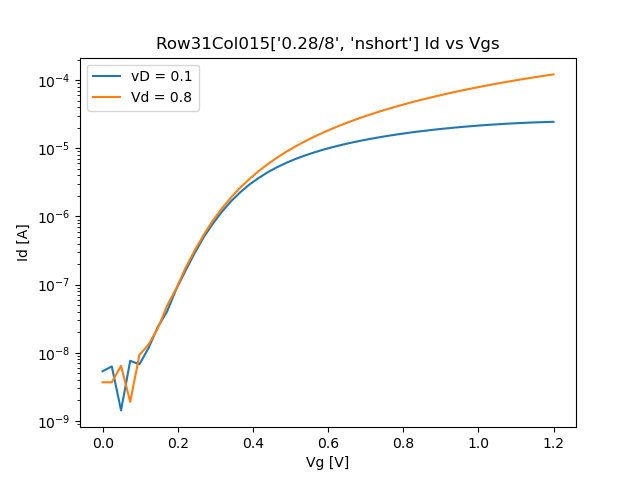 Row31Col015['0.28/8', 'nshort'] Id vs Vgs
vD = 0.1
Vd = 0.8
Id [A]
10⁻⁴
10⁻⁵
10⁻⁶
10⁻⁷
10⁻⁸
10⁻⁹
0.0 0.2 0.4 0.6 0.8 1.0 1.2
Vg [V]